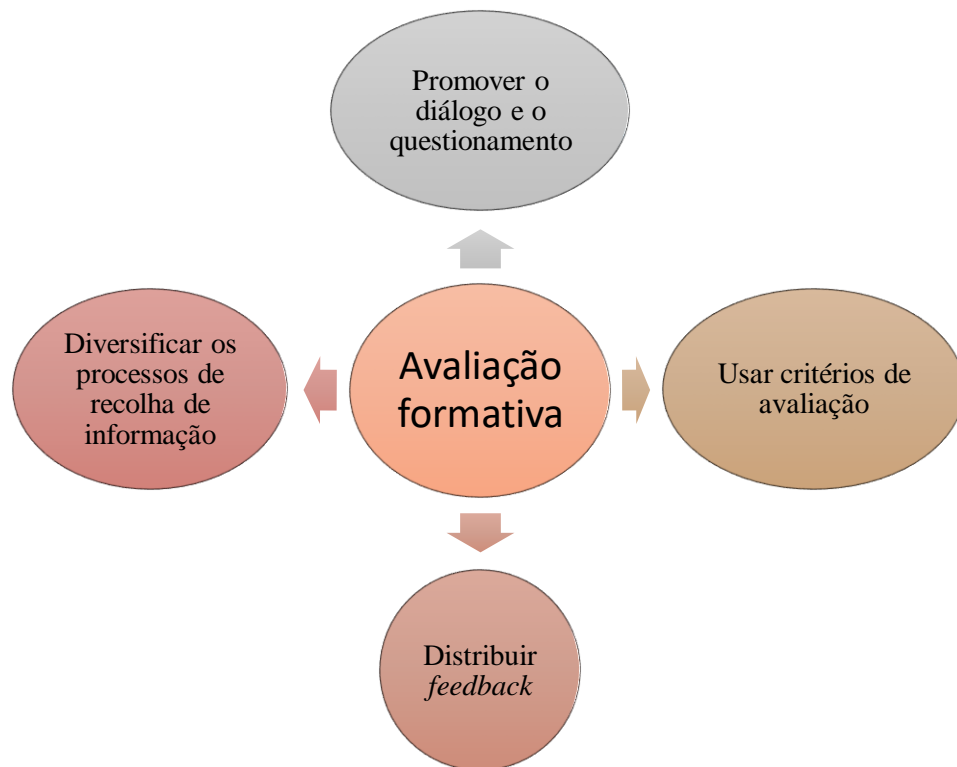 Promover o
diálogo e o
questionamento
Diversificar os
processos de
recolha de
informação
Avaliação
formativa
Usar critérios de
avaliação
Distribuir
feedback